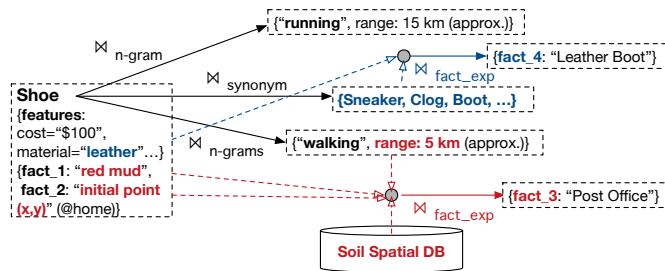 {“running”, range: 15 km (approx.)}
⋈ n-gram
{fact_4: “Leather Boot”}
⋈ fact_exp
⋈ synonym
Shoe
{features:
cost=“$100”,
material=“leather”…}
{fact_1: “red mud”,
fact_2: “initial point
(x,y)” (@home)}
{Sneaker, Clog, Boot, …}
⋈ n-grams
{“walking”, range: 5 km (approx.)}
{fact_3: “Post Office”}
⋈ fact_exp
Soil Spatial DB